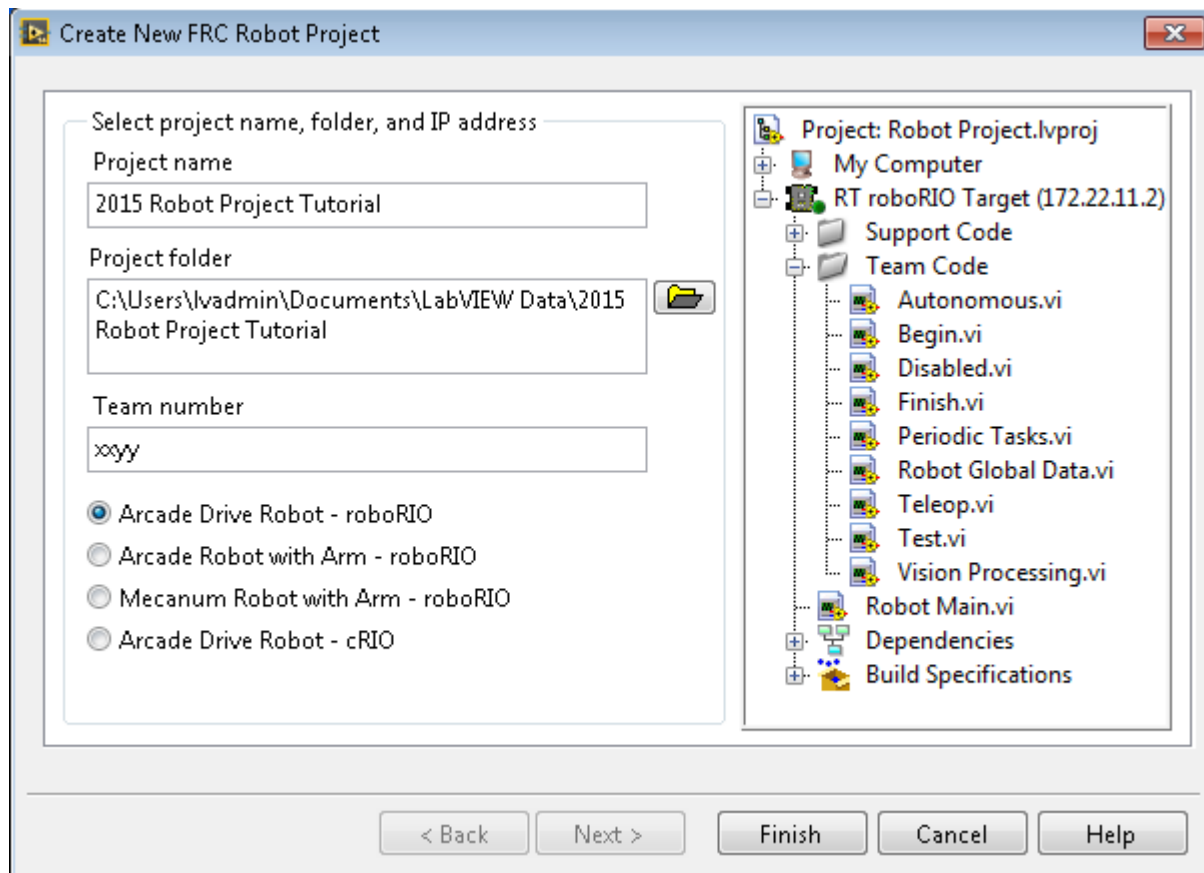 Create New FRC Robot Project
Select project name, folder, and IP address
Project name
2015 Robot Project Tutorial
Project folder
C:\Users\lvadmin\Documents\LabVIEW Data\2015
Robot Project Tutorial
Team number
xxyy
Arcade Drive Robot - roboRIO
Arcade Robot with Arm - roboRIO
Mecanum Robot with Arm - roboRIO
Arcade Drive Robot - cRIO
Project: Robot Project.lvproj
My Computer
RT roboRIO Target (172.22.11.2)
Support Code
Team Code
Autonomous.vi
Begin.vi
Disabled.vi
Finish.vi
Periodic Tasks.vi
Robot Global Data.vi
Teleop.vi
Test.vi
Vision Processing.vi
Robot Main.vi
Dependencies
Build Specifications
< Back
Next >
Finish
Cancel
Help